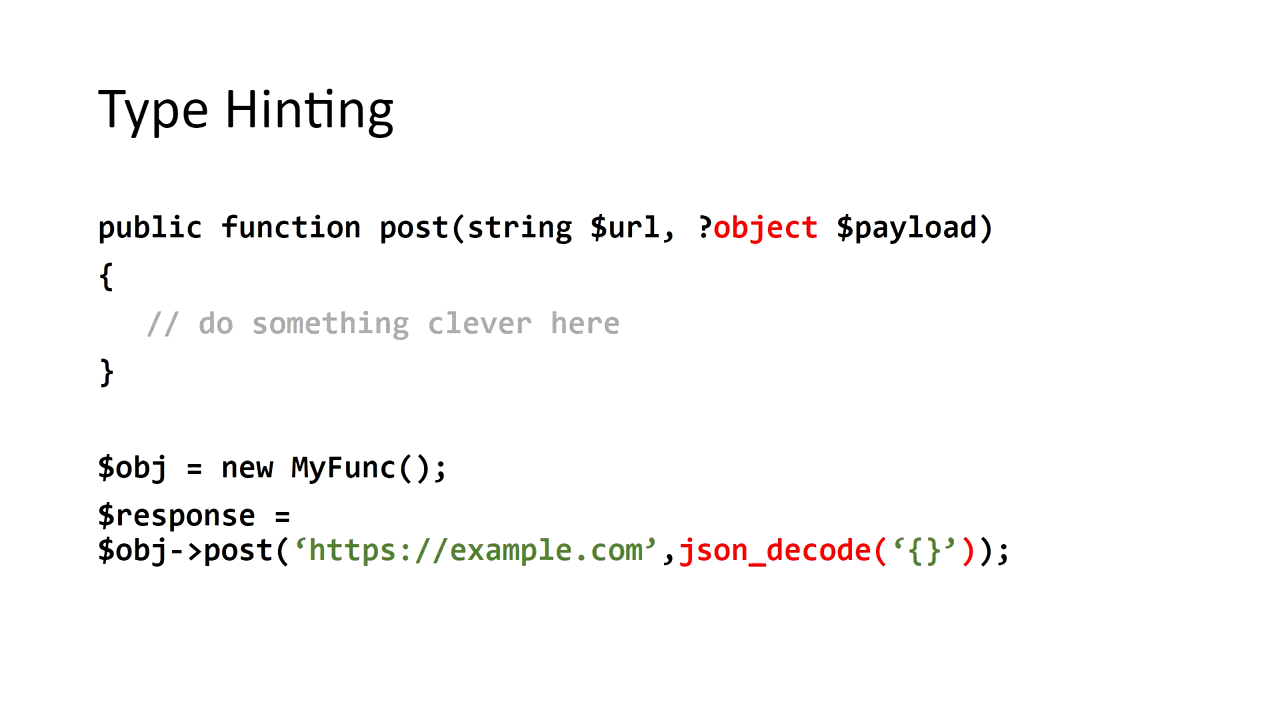 Type Hinting
public function post(string $url, ?object $payload)
{
// do something clever here
}
$obj = new MyFunc();
$response =
$obj->post(‘https://example.com’,json_decode(‘{}’));